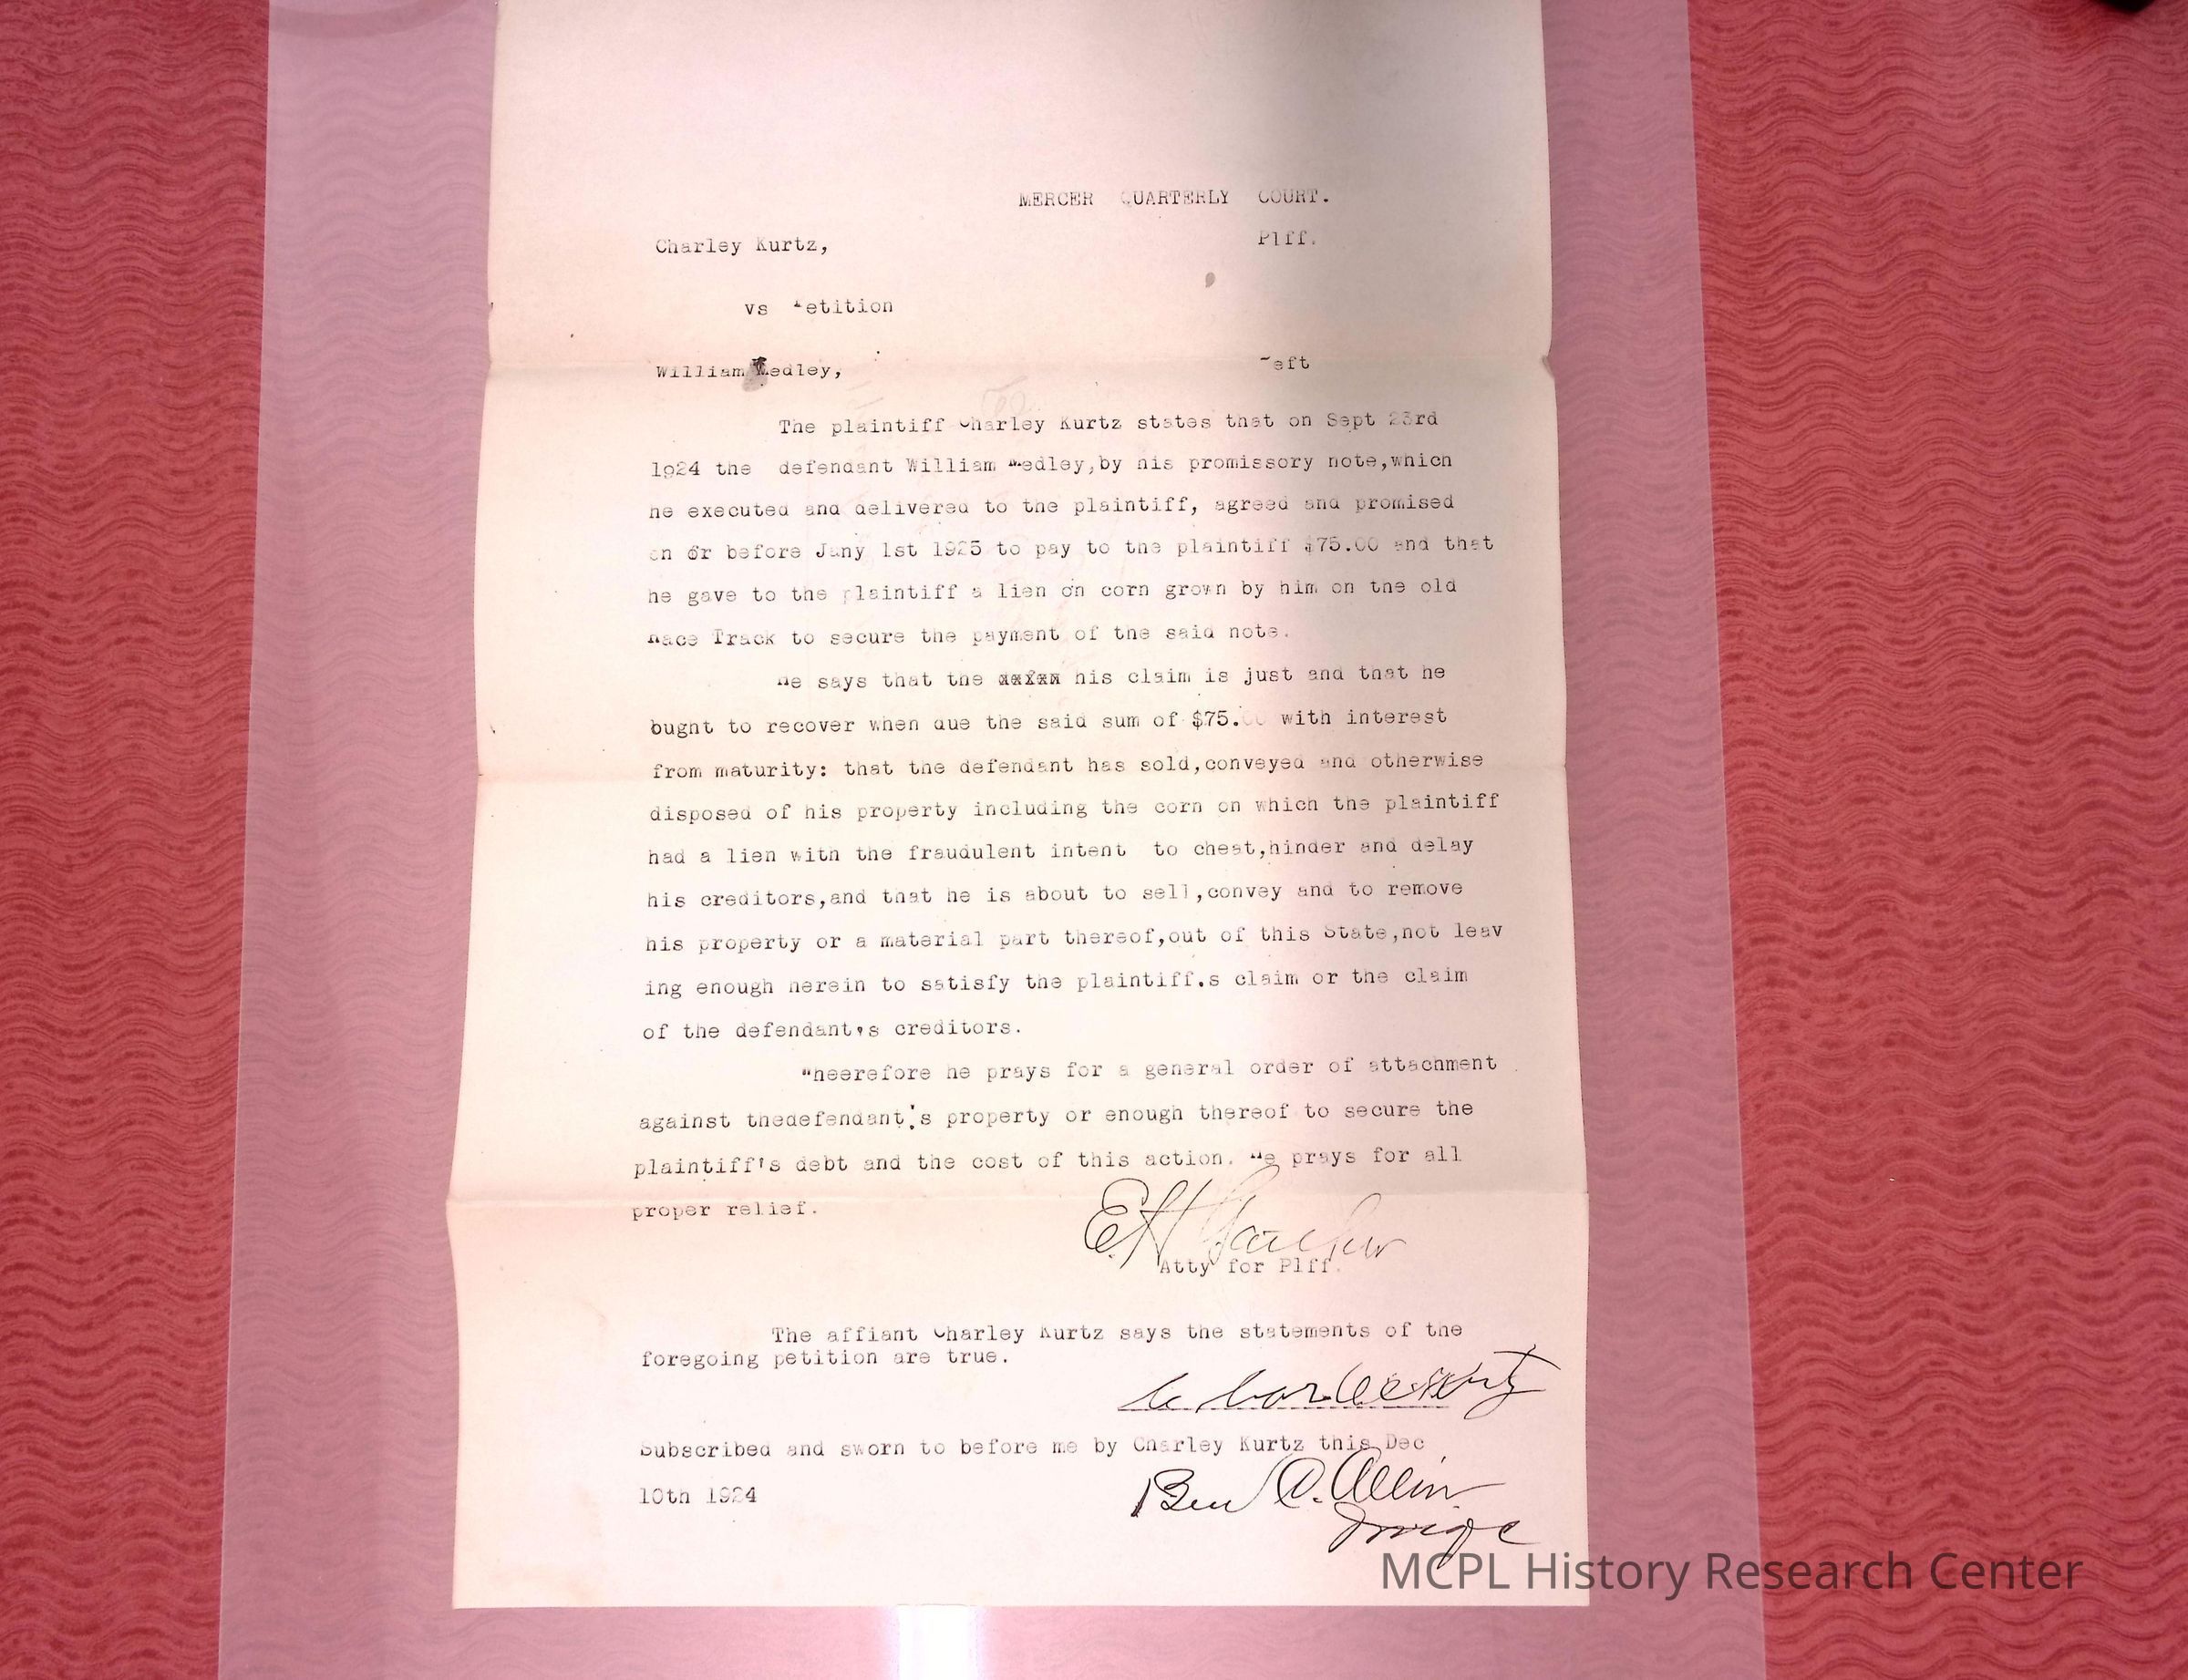 MERCER QUARTERLY COURT.
Charley Kurtz, Plff.
vs Petition
William Medley, Deft
The plaintiff Charley Kurtz states that on Sept 23rd
1924 the defendant William Medley,by his promissory note,which
he executed and delivered to the plaintiff, agreed and promised
on or before Jany 1st 1925 to pay to the plaintiff $75.00 and that
he gave to the plaintiff a lien on corn grown by him on the old
Race Track to secure the payment of the said note.
He says that the his claim is just and that he
ought to recover when due the said sum of $75.00 with interest
from maturity: that the defendant has sold,conveyed and otherwise
disposed of his property including the corn on which the plaintiff
had a lien with the fraudulent intent to cheat,hinder and delay
his creditors,and that he is about to sell,convey and to remove
his property or a material part thereof,out of this State,not leav
ing enough herein to satisfy the plaintiff.s claim or the claim
of the defendant's creditors.
Wheerefore he prays for a general order of attachment
against thedefendant's property or enough thereof to secure the
plaintiff's debt and the cost of this action. He prays for all
proper relief.
E H
Atty for Plff.
The affiant Charley Kurtz says the statements of the
foregoing petition are true.
Charley Kurtz
Subscribed and sworn to before me by Charley Kurtz this Dec
10th 1924
Ben C. Allin
Judge
MCPL History Research Center